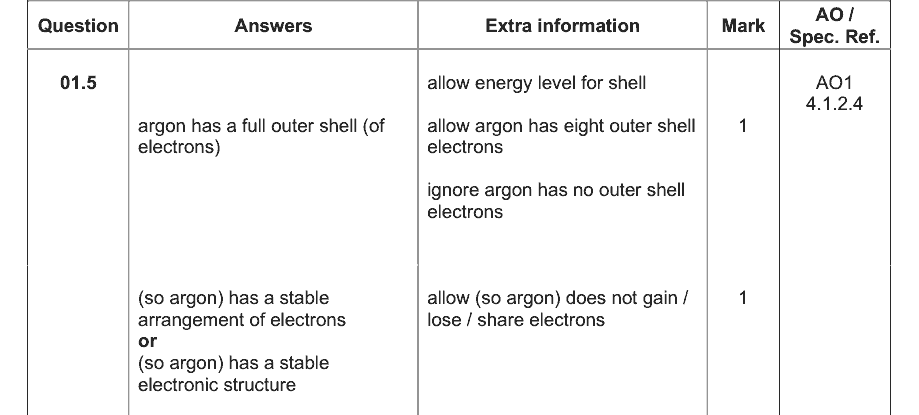 Question Answers Extra information Mark AO /
Spec. Ref.
01.5 allow energy level for shell AO1
4.1.2.4
argon has a full outer shell (of allow argon has eight outer shell 1
electrons) electrons
ignore argon has no outer shell
electrons
(so argon) has a stable allow (so argon) does not gain / 1
arrangement of electrons lose / share electrons
or
(so argon) has a stable
electronic structure